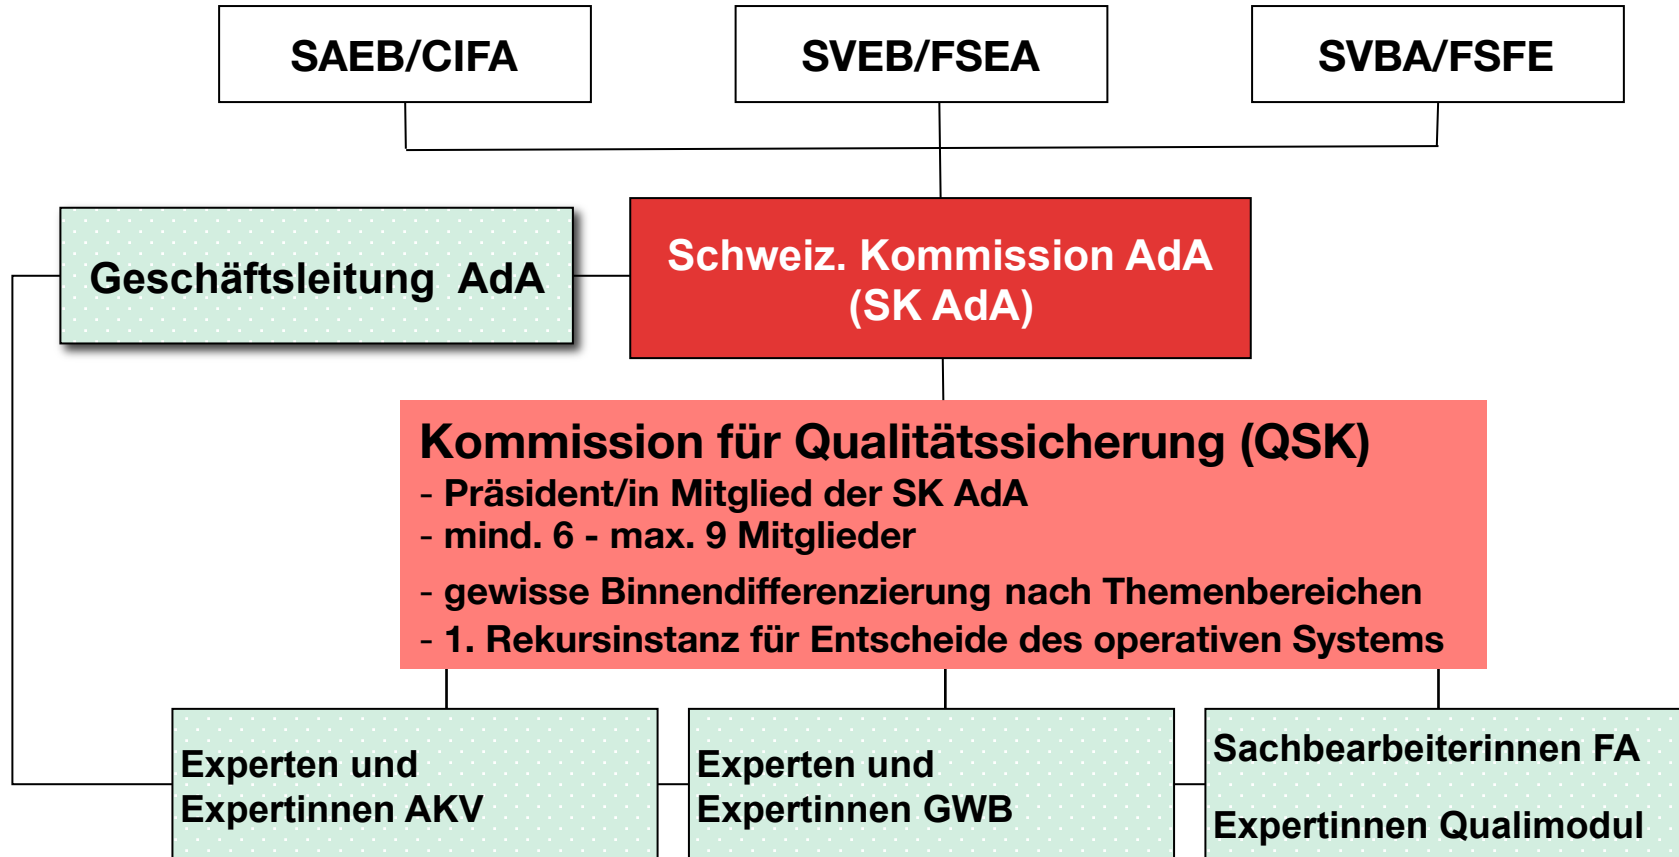 SAEB/CIFA
SVEB/FSEA
SVBA/FSFE
Geschäftsleitung AdA
Schweiz. Kommission AdA
(SK AdA)
Kommission für Qualitätssicherung (QSK)
- Präsident/in Mitglied der SK AdA
- mind. 6 - max. 9 Mitglieder
- gewisse Binnendifferenzierung nach Themenbereichen
- 1. Rekursinstanz für Entscheide des operativen Systems
Experten und
Expertinnen AKV
Experten und
Expertinnen GWB
Sachbearbeiterinnen FA
Expertinnen Qualimodul